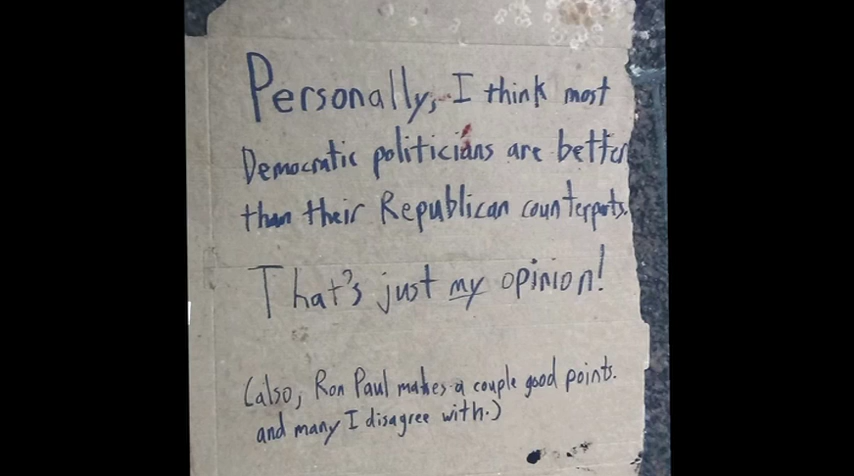 Personally, I think most
Democratic politicians are better
than their Republican counterparts.
That's just my opinion!
(also, Ron Paul makes a couple good points.
and many I disagree with.)